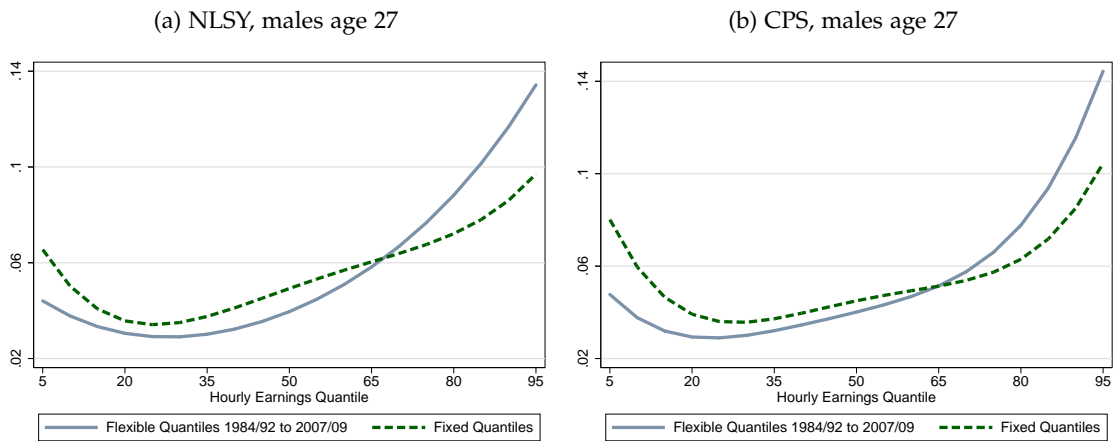 (a) NLSY, males age 27
.14
.1
.06
.02
5 20 35 50 65 80 95
Hourly Earnings Quantile
Flexible Quantiles 1984/92 to 2007/09 Fixed Quantiles
(b) CPS, males age 27
.14
.1
.06
.02
5 20 35 50 65 80 95
Hourly Earnings Quantile
Flexible Quantiles 1984/92 to 2007/09 Fixed Quantiles